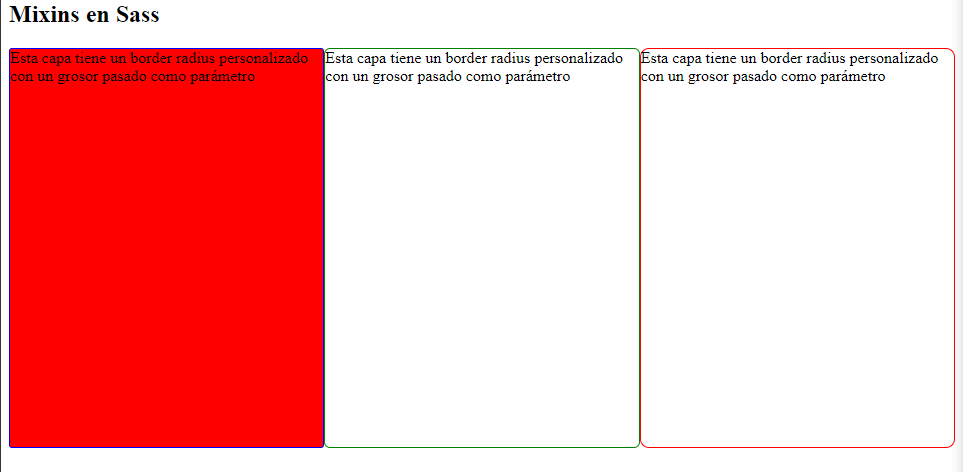 Mixins en Sass
Esta capa tiene un border radius personalizado
con un grosor pasado como parámetro
Esta capa tiene un border radius personalizado
con un grosor pasado como parámetro
Esta capa tiene un border radius personalizado
con un grosor pasado como parámetro